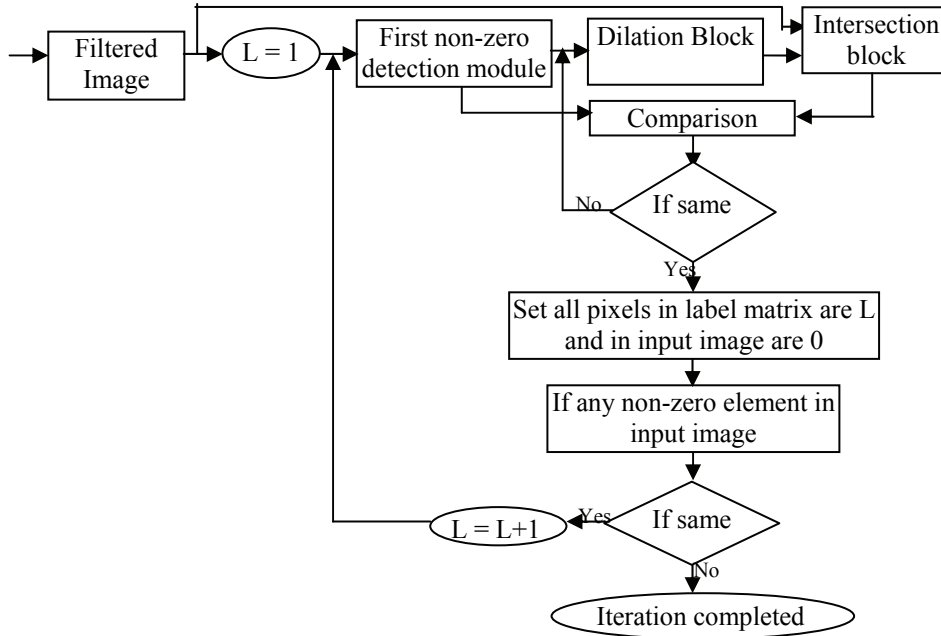 Filtered
Image
L = 1
First non-zero
detection module
Dilation Block
Intersection
block
Comparison
If same
No
Yes
Set all pixels in label matrix are L
and in input image are 0
If any non-zero element in
input image
If same
Yes
L = L+1
No
Iteration completed